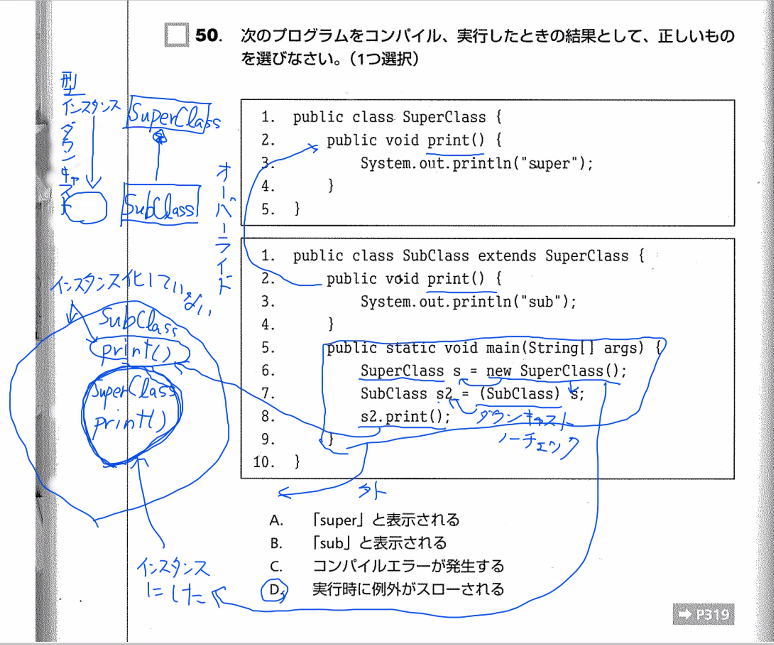 50. 次のプログラムをコンパイル、実行したときの結果として、正しいもの
を選びなさい。(1つ選択)
1. public class SuperClass {
2. public void print() {
3. System.out.println("super");
4. }
5. }
1. public class SubClass extends SuperClass {
2. public void print() {
3. System.out.println("sub");
4. }
5. public static void main(String[] args) {
6. SuperClass s = new SuperClass();
7. SubClass s2 = (SubClass) s;
8. s2.print();
9. }
10. }
A. 「super」と表示される
B. 「sub」と表示される
C. コンパイルエラーが発生する
D. 実行時に例外がスローされる
➡ P319
型
インスタンス
ダウンキャスト
SuperClass
SubClass
オーバーライド
インスタンス化していない
SubClass
print()
SuperClass
print()
インスタンス
にした
ダウンキャスト
ノーチェック
外